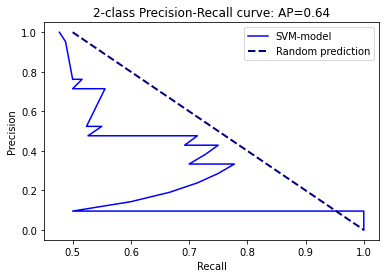 2-class Precision-Recall curve: AP=0.64
SVM-model
Random prediction
Precision
1.0
0.8
0.6
0.4
0.2
0.0
0.5 0.6 0.7 0.8 0.9 1.0
Recall